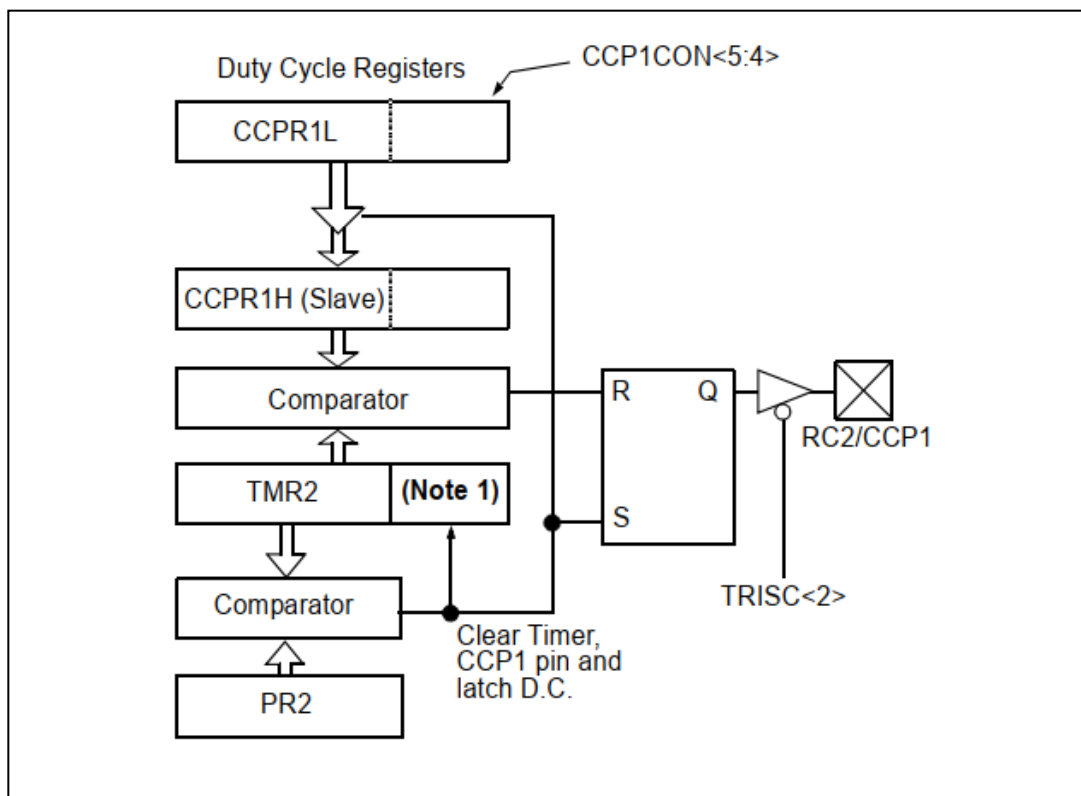 CCP1CON<5:4>
Duty Cycle Registers
CCPR1L
CCPR1H (Slave)
Comparator
R
Q
RC2/CCP1
TMR2
(Note 1)
S
Comparator
TRISC<2>
Clear Timer,
CCP1 pin and
latch D.C.
PR2